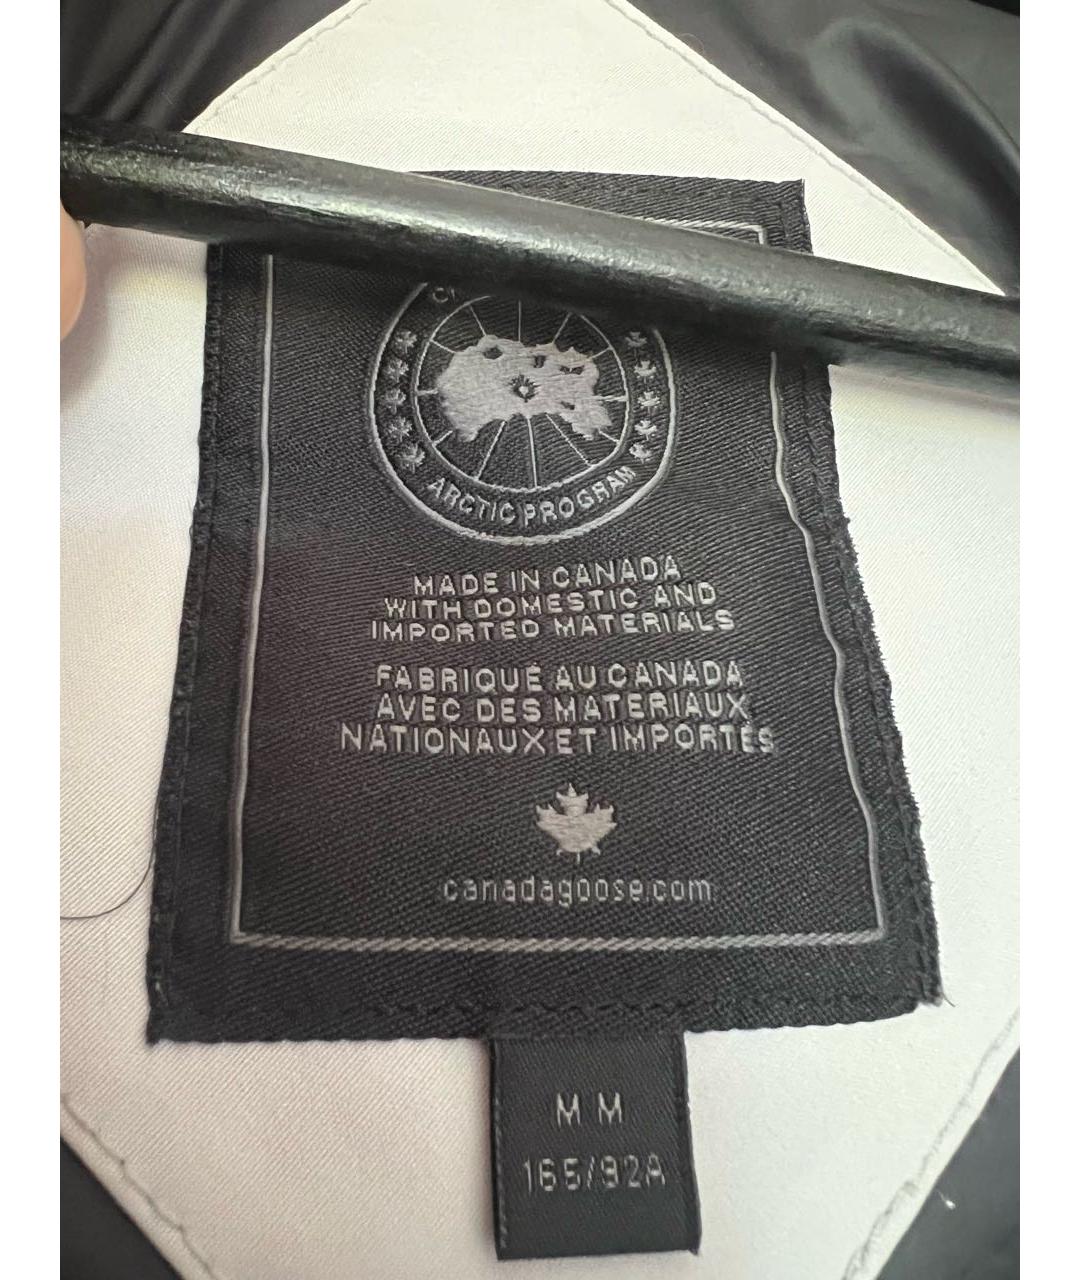 ARCTIC PROGRAM
MADE IN CANADA
WITH DOMESTIC AND
IMPORTED MATERIALS
FABRIQUÉ AU CANADA
AVEC DES MATERIAUX
NATIONAUX ET IMPORTÉS
canadagoose.com
M M
165/92A